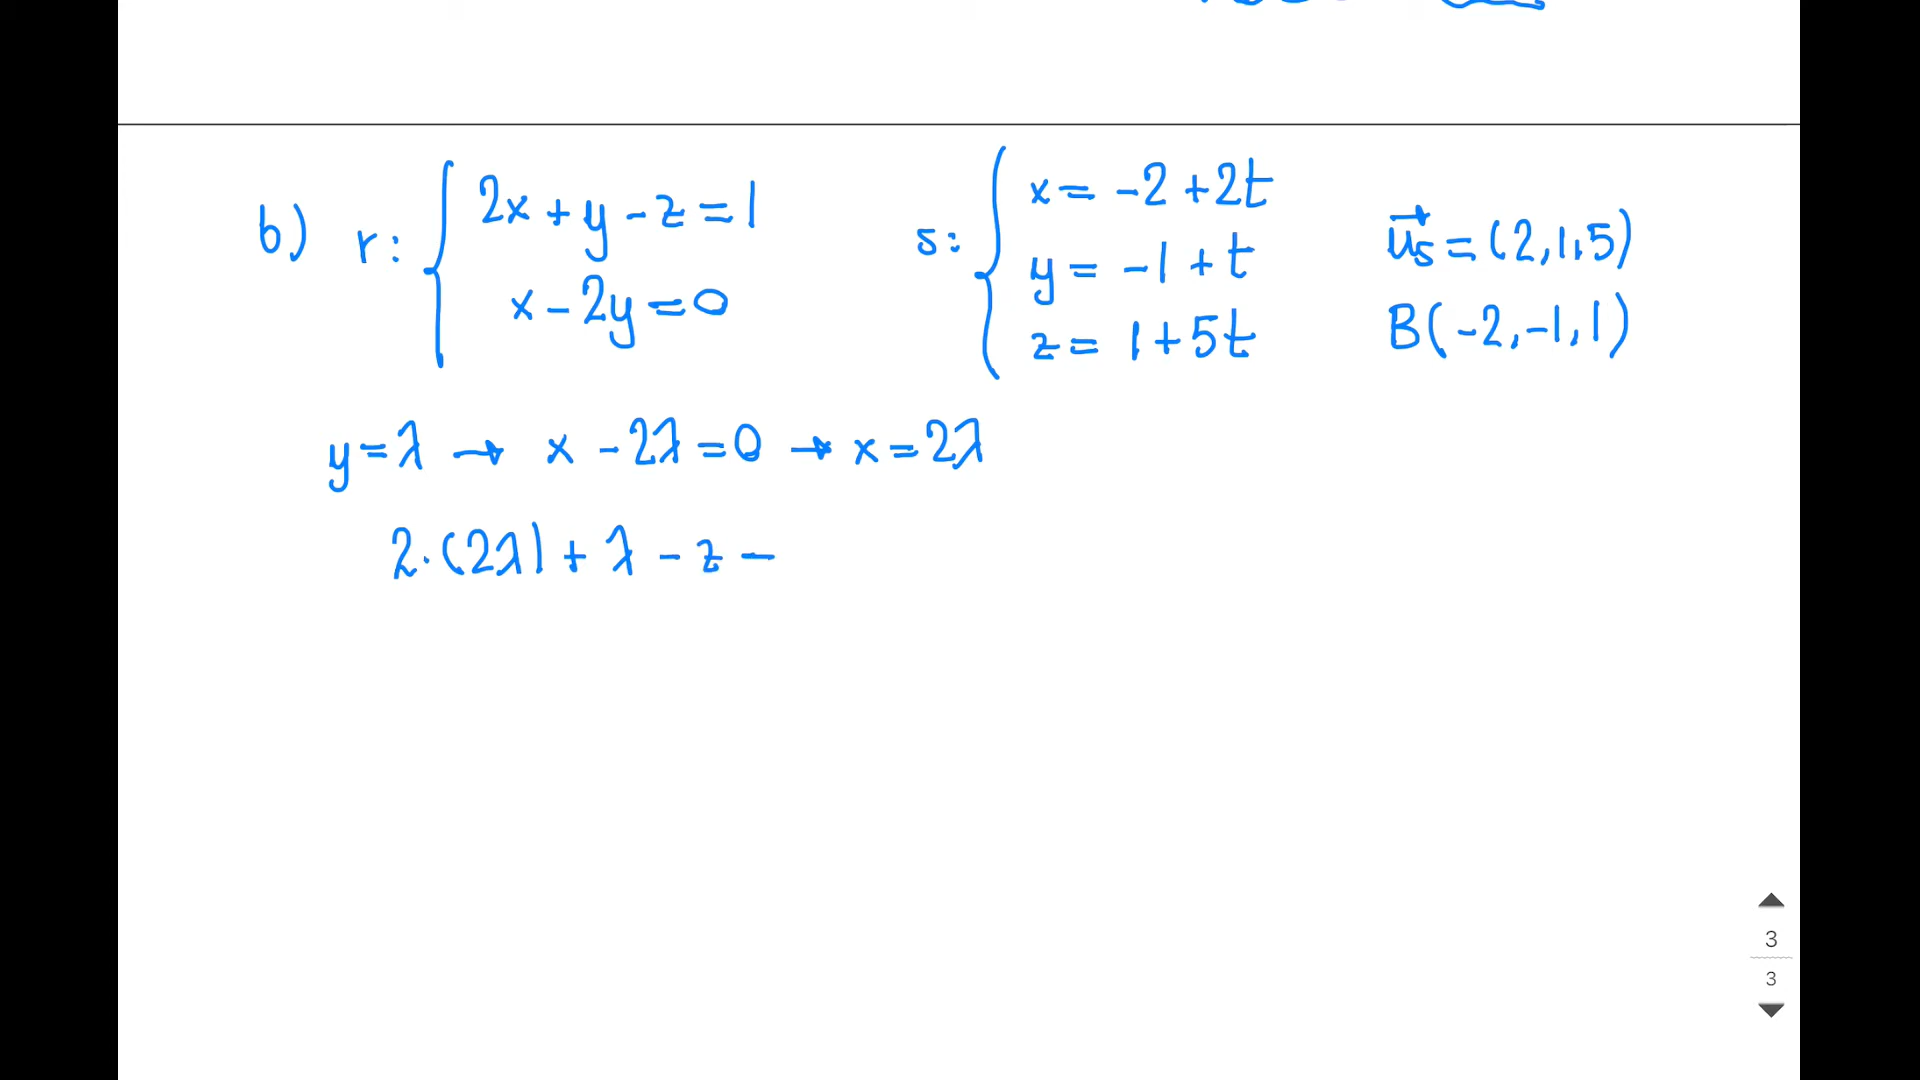 b) r: { 2x + y - z = 1
x - 2y = 0
s: { x = -2 + 2t
y = -1 + t
z = 1 + 5t
u⃗s = (2,1,5)
B(-2,-1,1)
y = λ → x - 2λ = 0 → x = 2λ
2·(2λ) + λ - z -
3
3